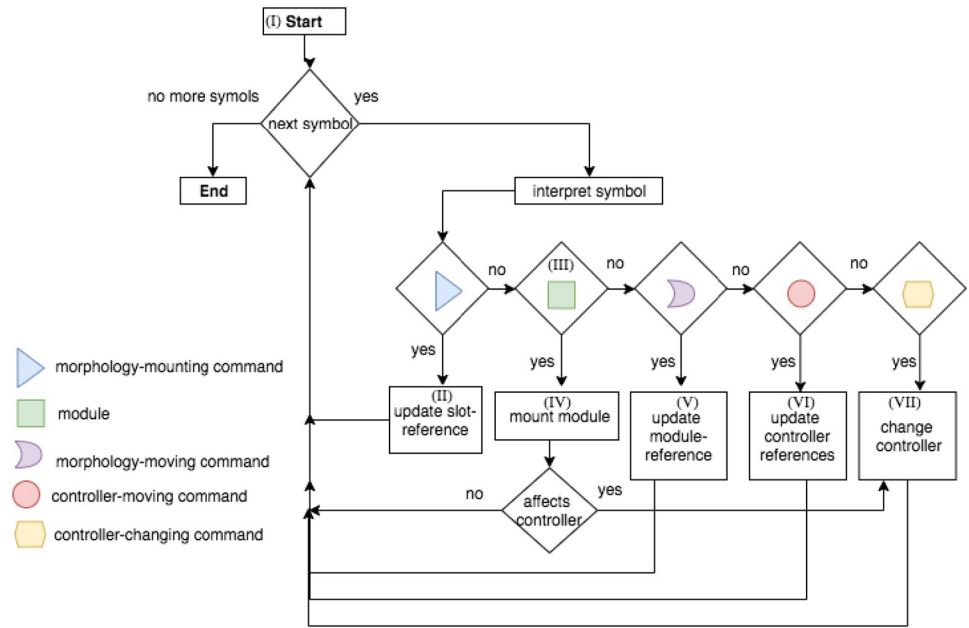 (I) Start
no more symols
yes
next symbol
End
interpret symbol
(III)
no
no
no
no
yes
yes
yes
yes
yes
(II)
update slot-
reference
(IV)
mount module
(V)
update
module-
reference
(VI)
update
controller
references
(VII)
change
controller
no
affects
controller
yes
morphology-mounting command
module
morphology-moving command
controller-moving command
controller-changing command